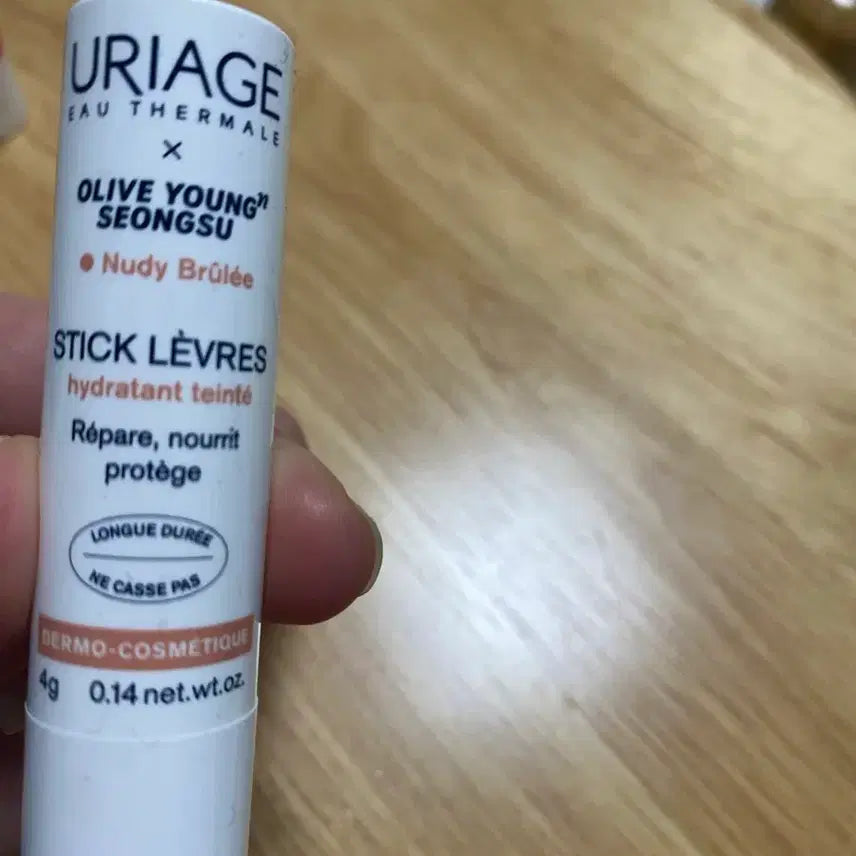 URIAGE
EAU THERMALE
×
OLIVE YOUNGⁿ
SEONGSU
• Nudy Brûlée
STICK LÈVRES
hydratant teinté
Répare, nourrit
protège
LONGUE DURÉE
NE CASSE PAS
DERMO-COSMÉTIQUE
4g 0.14 net.wt.oz.